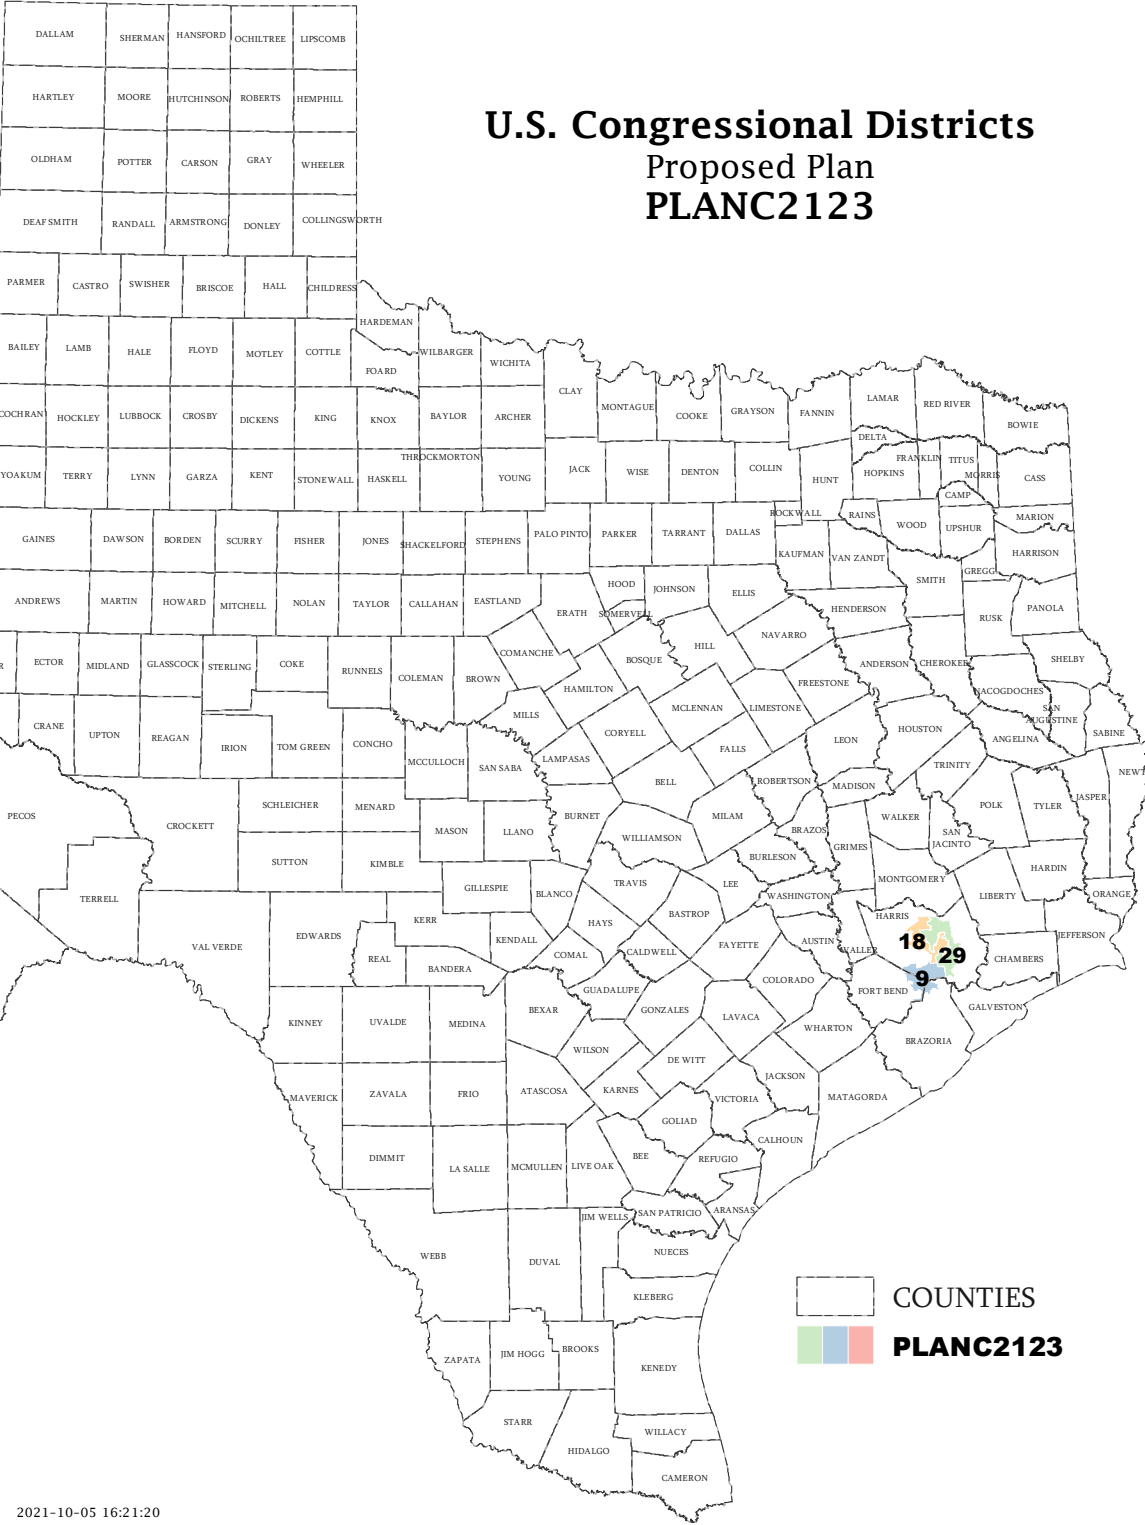 U.S. Congressional Districts
Proposed Plan
PLANC2123
DALLAM SHERMAN HANSFORD OCHILTREE LIPSCOMB
HARTLEY MOORE HUTCHINSON ROBERTS HEMPHILL
OLDHAM POTTER CARSON GRAY WHEELER
DEAF SMITH RANDALL ARMSTRONG DONLEY COLLINGSWORTH
PARMER CASTRO SWISHER BRISCOE HALL CHILDRESS
HARDEMAN
BAILEY LAMB HALE FLOYD MOTLEY COTTLE FOARD WILBARGER WICHITA
CLAY MONTAGUE COOKE GRAYSON FANNIN LAMAR RED RIVER BOWIE
COCHRAN HOCKLEY LUBBOCK CROSBY DICKENS KING KNOX BAYLOR ARCHER
DELTA
YOAKUM TERRY LYNN GARZA KENT STONEWALL HASKELL THROCKMORTON YOUNG JACK WISE DENTON COLLIN HUNT HOPKINS FRANKLIN TITUS MORRIS CASS
CAMP
ROCKWALL RAINS WOOD UPSHUR MARION
GAINES DAWSON BORDEN SCURRY FISHER JONES SHACKELFORD STEPHENS PALO PINTO PARKER TARRANT DALLAS KAUFMAN VAN ZANDT HARRISON
SMITH GREGG
ANDREWS MARTIN HOWARD MITCHELL NOLAN TAYLOR CALLAHAN EASTLAND ERATH HOOD SOMERVELL JOHNSON ELLIS HENDERSON RUSK PANOLA
R ECTOR MIDLAND GLASSCOCK STERLING COKE RUNNELS COLEMAN BROWN COMANCHE BOSQUE HILL NAVARRO ANDERSON CHEROKEE SHELBY
HAMILTON FREESTONE NACOGDOCHES
MILLS MCLENNAN LIMESTONE SAN
AUGUSTINE
CRANE UPTON REAGAN IRION TOM GREEN CONCHO CORYELL FALLS LEON HOUSTON ANGELINA SABINE
MCCULLOCH SAN SABA LAMPASAS BELL ROBERTSON MADISON TRINITY NEWT
PECOS CROCKETT SCHLEICHER MENARD BURNET MILAM WALKER POLK TYLER JASPER
MASON LLANO WILLIAMSON BRAZOS GRIMES SAN
JACINTO
SUTTON KIMBLE BURLESON HARDIN
TERRELL GILLESPIE BLANCO TRAVIS LEE WASHINGTON MONTGOMERY LIBERTY ORANGE
VAL VERDE EDWARDS KERR KENDALL HAYS BASTROP FAYETTE AUSTIN WALLER HARRIS JEFFERSON
18
29
9
REAL BANDERA COMAL CALDWELL COLORADO FORT BEND CHAMBERS
GUADALUPE GALVESTON
KINNEY UVALDE MEDINA BEXAR GONZALES LAVACA WHARTON BRAZORIA
WILSON DE WITT
MAVERICK ZAVALA FRIO ATASCOSA KARNES VICTORIA JACKSON MATAGORDA
GOLIAD CALHOUN
DIMMIT LA SALLE MCMULLEN LIVE OAK BEE REFUGIO
JIM WELLS SAN PATRICIO ARANSAS
WEBB DUVAL NUECES
KLEBERG
ZAPATA JIM HOGG BROOKS KENEDY
STARR HIDALGO WILLACY
CAMERON
COUNTIES
PLANC2123
2021-10-05 16:21:20